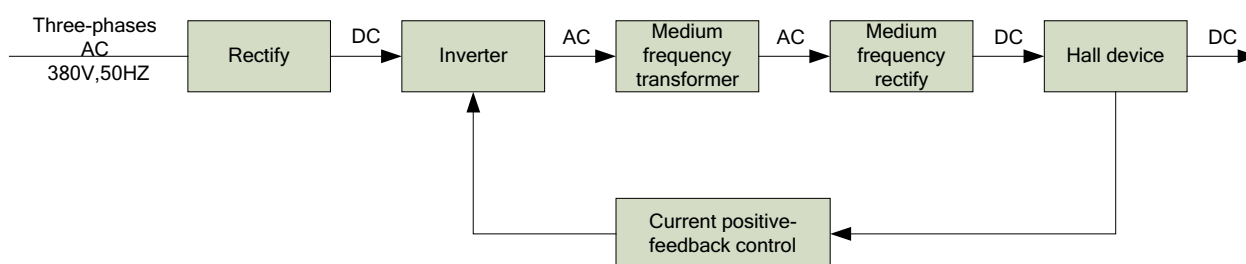 Three-phases
AC
380V,50HZ
Rectify
DC
Inverter
AC
Medium
frequency
transformer
AC
Medium
frequency
rectify
DC
Hall device
DC
Current positive-
feedback control